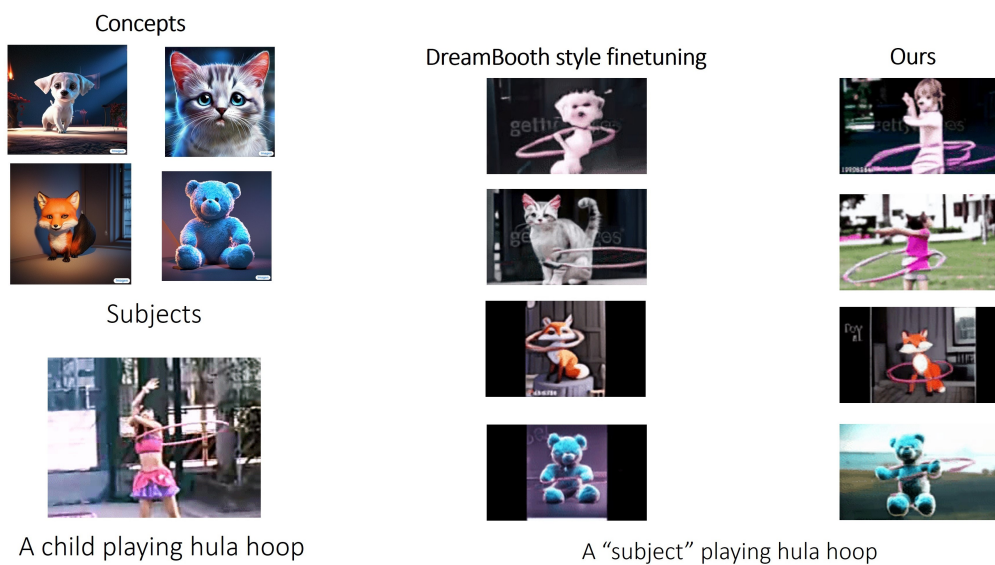 Concepts
DreamBooth style finetuning
Ours
Subjects
A child playing hula hoop
A “subject” playing hula hoop